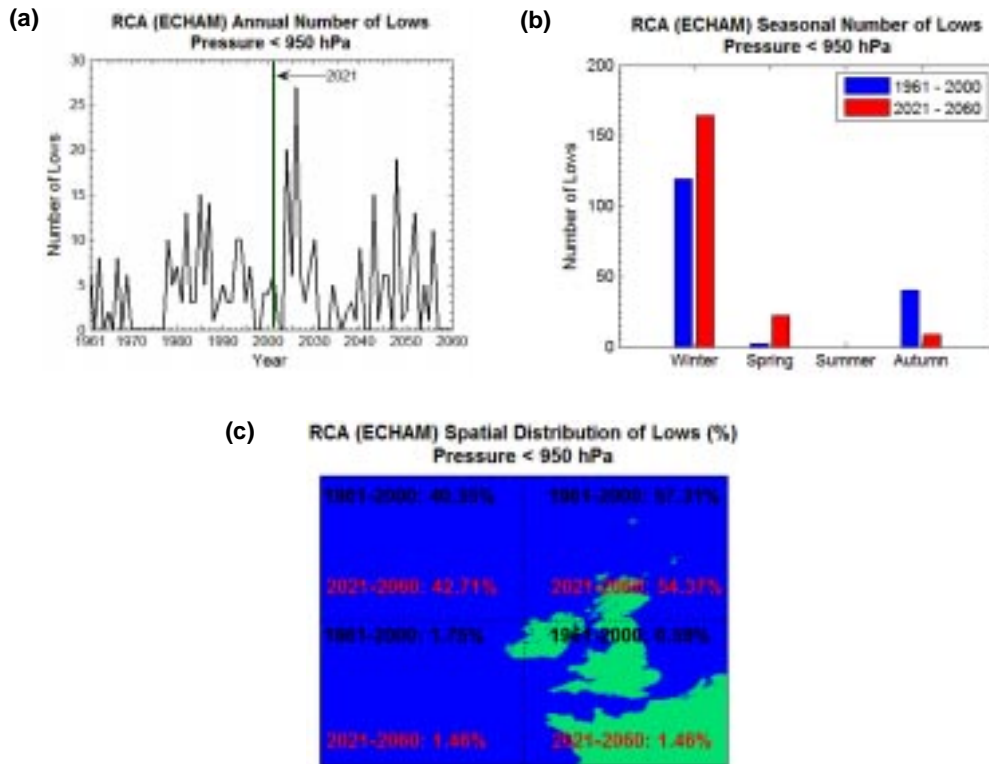 (a)
RCA (ECHAM) Annual Number of Lows
Pressure < 950 hPa
30
25
20
15
10
5
0
2021
Number of Lows
1961 1970 1980 1990 2000 2030 2040 2050 2060
Year
(b)
RCA (ECHAM) Seasonal Number of Lows
Pressure < 950 hPa
200
150
100
50
0
1961 - 2000
2021 - 2060
Number of Lows
Winter Spring Summer Autumn
(c)
RCA (ECHAM) Spatial Distribution of Lows (%)
Pressure < 950 hPa
1961-2000: 40.35% 1961-2000: 57.31%
2021-2060: 42.71% 2021-2060: 54.37%
1961-2000: 1.75% 1961-2000:
2021-2060: 1.46% 2021-2060: 1.46%